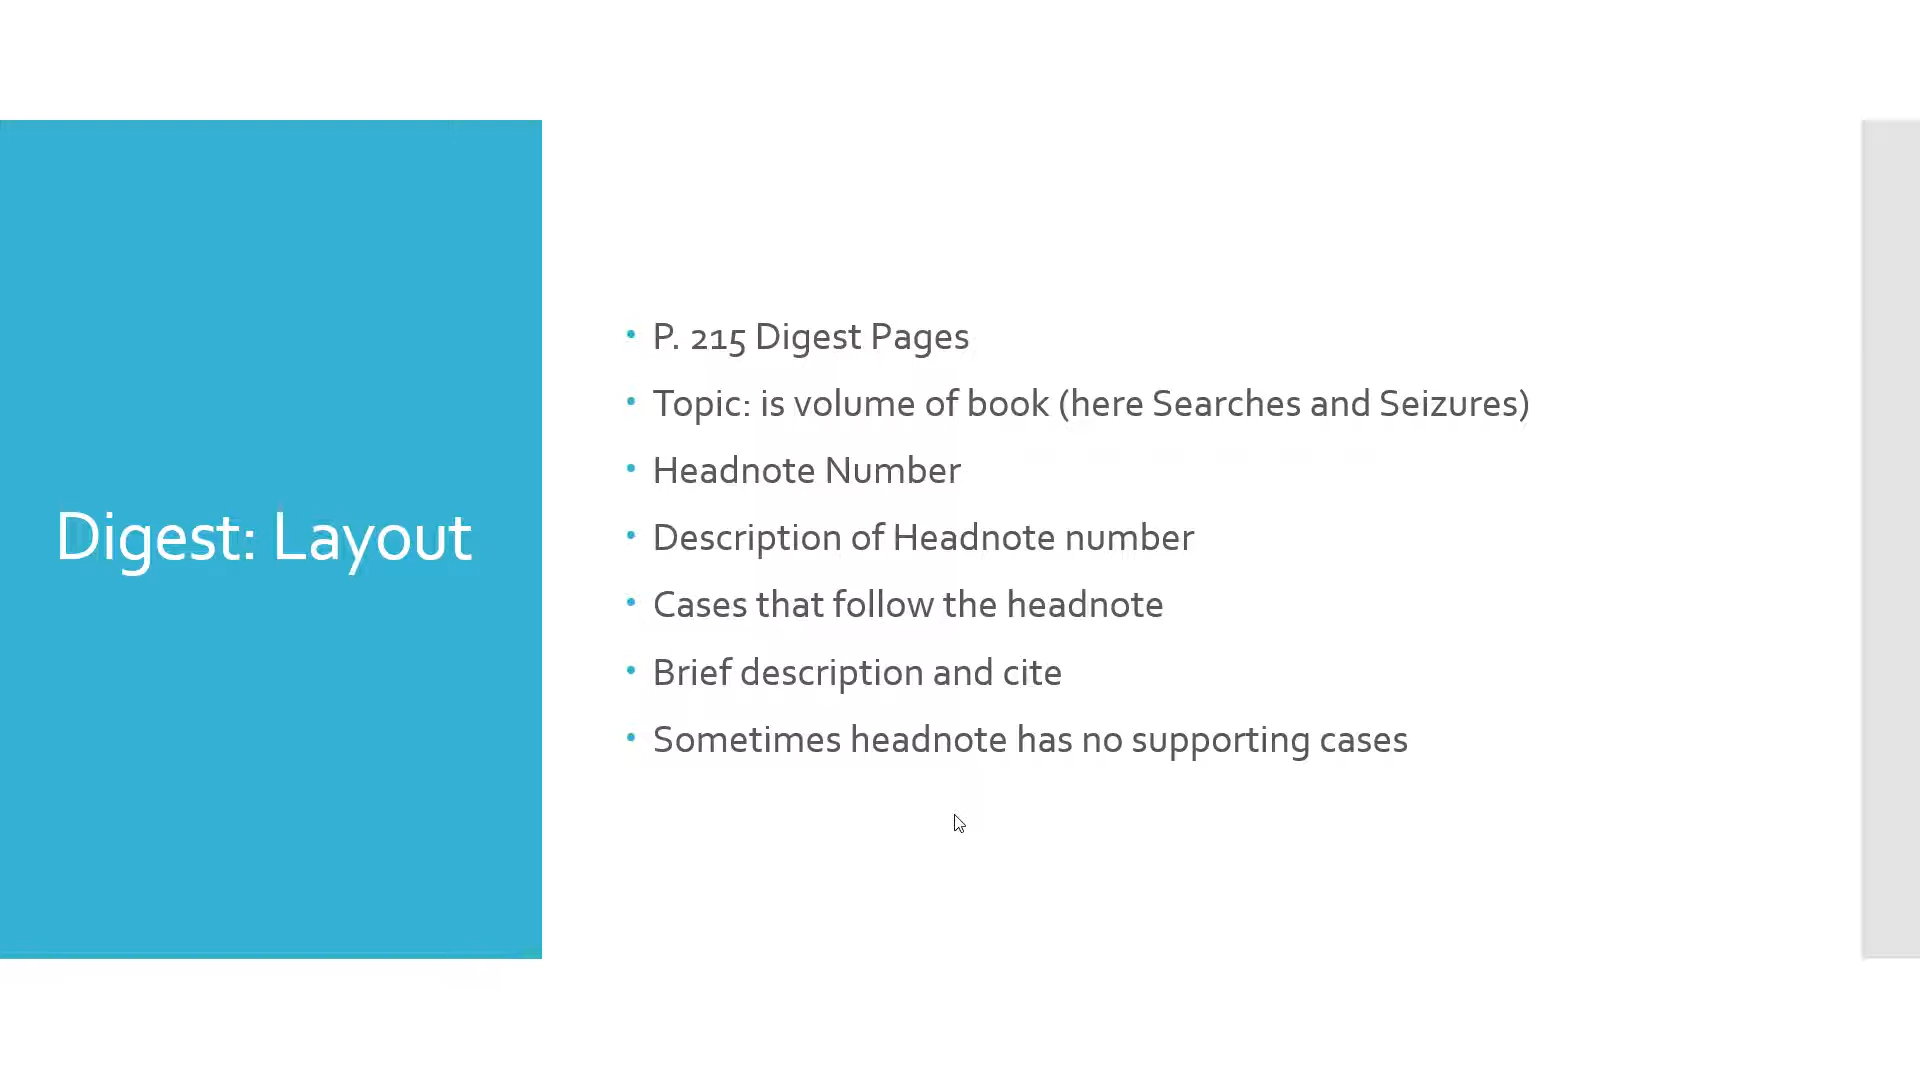 Digest: Layout
• P. 215 Digest Pages
• Topic: is volume of book (here Searches and Seizures)
• Headnote Number
• Description of Headnote number
• Cases that follow the headnote
• Brief description and cite
• Sometimes headnote has no supporting cases